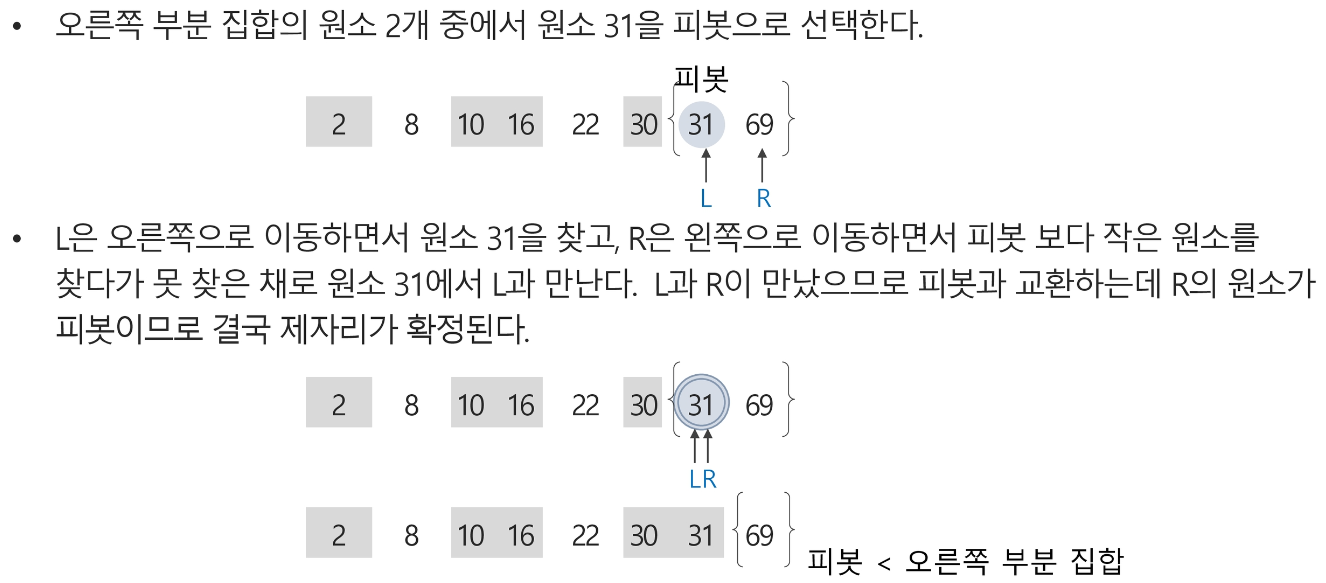 • 오른쪽 부분 집합의 원소 2개 중에서 원소 31을 피봇으로 선택한다.
피봇
2 8 10 16 22 30 { 31 69 }
L R
• L은 오른쪽으로 이동하면서 원소 31을 찾고, R은 왼쪽으로 이동하면서 피봇 보다 작은 원소를
찾다가 못 찾은 채로 원소 31에서 L과 만난다. L과 R이 만났으므로 피봇과 교환하는데 R의 원소가
피봇이므로 결국 제자리가 확정된다.
2 8 10 16 22 30 { 31 69 }
LR
2 8 10 16 22 30 31 { 69 }
피봇 < 오른쪽 부분 집합